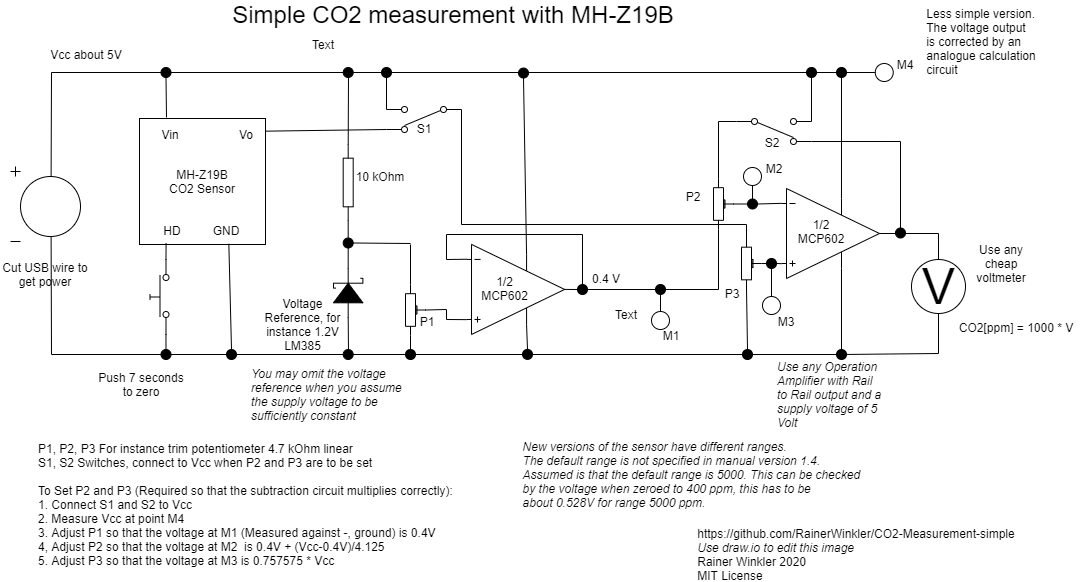 Simple CO2 measurement with MH-Z19B
Less simple version.
The voltage output
is corrected by an
analogue calculation
circuit
Text
Vcc about 5V
M4
S1
S2
Vin
Vo
MH-Z19B
CO2 Sensor
HD
GND
+
−
Cut USB wire to
get power
10 kOhm
Voltage
Reference, for
instance 1.2V
LM385
P1
−
+
1/2
MCP602
0.4 V
Text
M1
P2
M2
P3
M3
−
+
1/2
MCP602
V
Use any
cheap
voltmeter
CO2[ppm] = 1000 * V
Push 7 seconds
to zero
You may omit the voltage
reference when you assume
the supply voltage to be
sufficiently constant
Use any Operation
Amplifier with Rail
to Rail output and a
supply voltage of 5
Volt
P1, P2, P3 For instance trim potentiometer 4.7 kOhm linear
S1, S2 Switches, connect to Vcc when P2 and P3 are to be set
To Set P2 and P3 (Required so that the subtraction circuit multiplies correctly):
1. Connect S1 and S2 to Vcc
2. Measure Vcc at point M4
3. Adjust P1 so that the voltage at M1 (Measured against -, ground) is 0.4V
4, Adjust P2 so that the voltage at M2  is 0.4V + (Vcc-0.4V)/4.125
5. Adjust P3 so that the voltage at M3 is 0.757575 * Vcc
New versions of the sensor have different ranges.
The default range is not specified in manual version 1.4.
Assumed is that the default range is 5000. This can be checked
by the voltage when zeroed to 400 ppm, this has to be
about 0.528V for range 5000 ppm.
https://github.com/RainerWinkler/CO2-Measurement-simple
Use draw.io to edit this image
Rainer Winkler 2020
MIT License